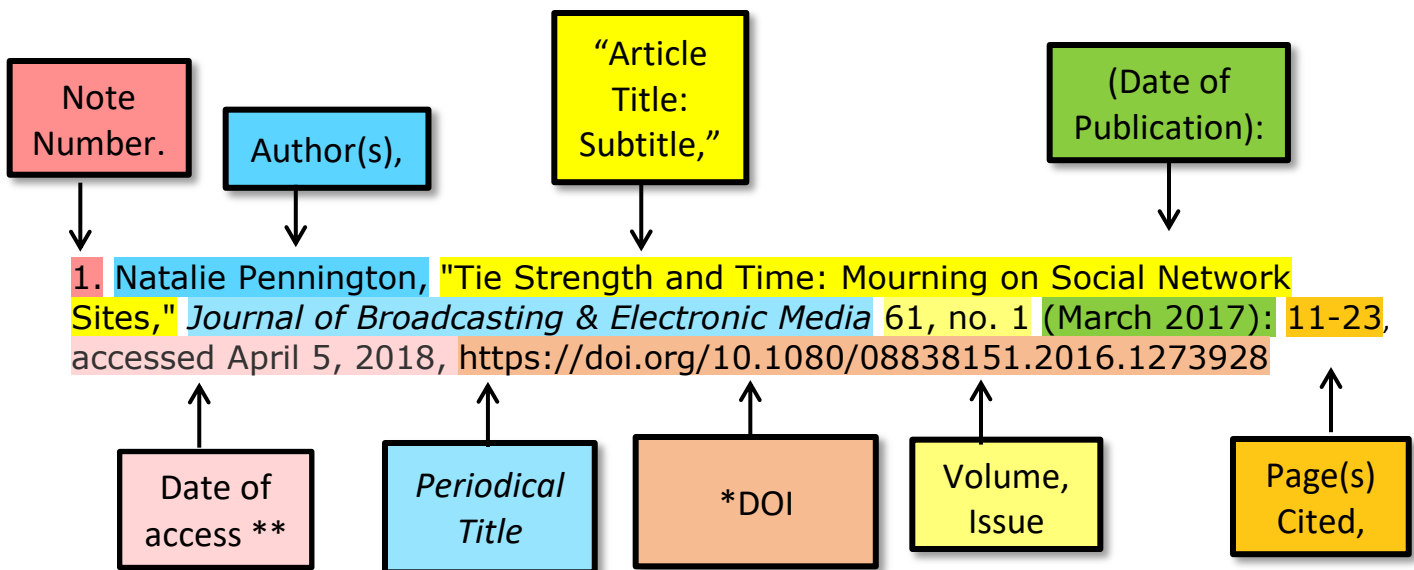 “Article
Title:
Subtitle,”
(Date of
Publication):
Note
Number.
Author(s),
1. Natalie Pennington, "Tie Strength and Time: Mourning on Social Network
Sites," Journal of Broadcasting & Electronic Media 61, no. 1 (March 2017): 11-23,
accessed April 5, 2018, https://doi.org/10.1080/08838151.2016.1273928
Date of
access **
Periodical
Title
*DOI
Volume,
Issue
Page(s)
Cited,